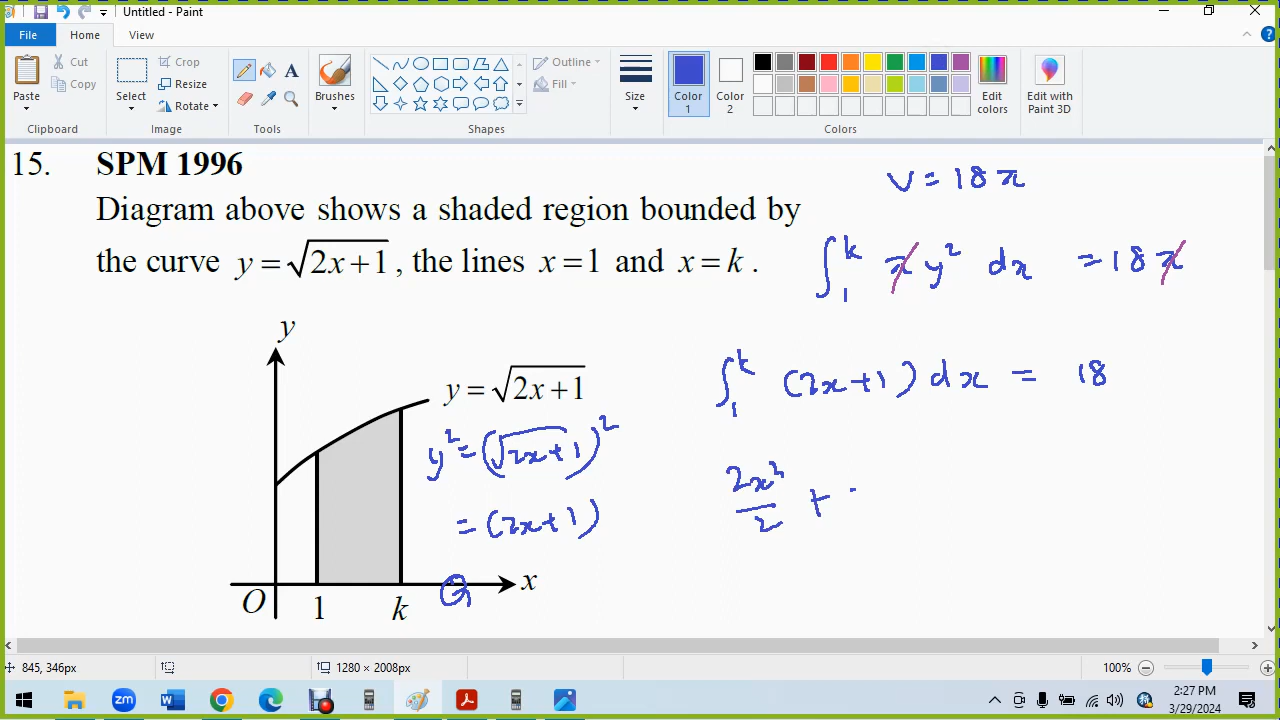 Untitled - Paint
File Home View
Paste Cut Copy Clipboard
Select Crop Resize Rotate Image
A Tools
Brushes
Shapes Outline Fill
Size
Color 1 Color 2 Colors
Edit colors
Edit with Paint 3D
15. SPM 1996
Diagram above shows a shaded region bounded by
the curve y = √(2x+1), the lines x = 1 and x = k.
y
y = √(2x+1)
O 1 k x
y² = (√(2x+1))²
= (2x+1)
V = 18π
∫₁ᵏ π y² dx = 18π
∫₁ᵏ (2x+1) dx = 18
2x²/2 +
845, 346px 1280 × 2008px 100%
zm W 2:27 PM
3/29/2024